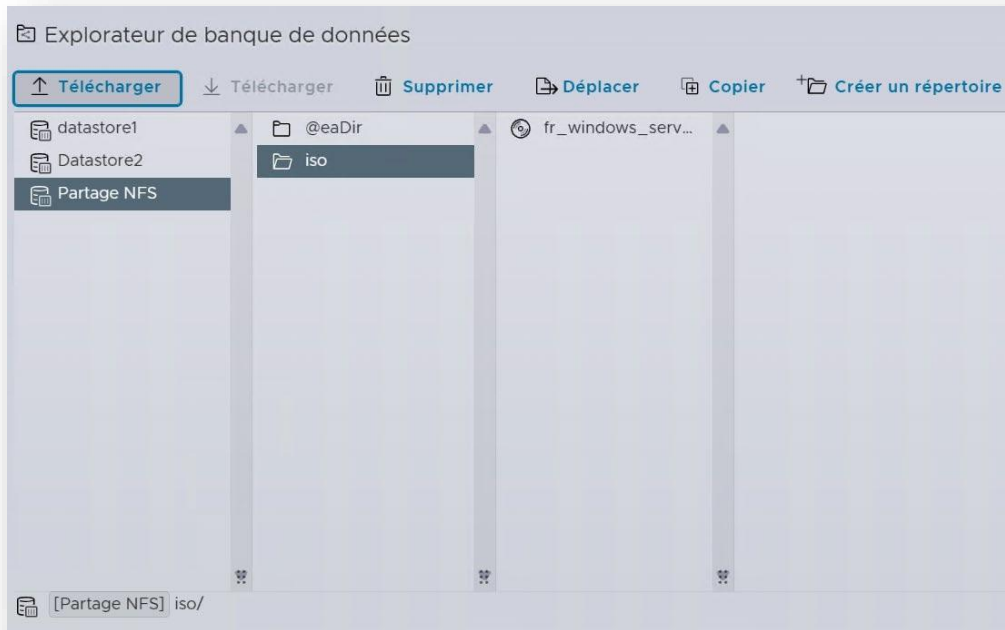 Explorateur de banque de données
Télécharger Télécharger Supprimer Déplacer Copier Créer un répertoire
datastore1 @eaDir fr_windows_serv...
Datastore2 iso
Partage NFS
[Partage NFS] iso/